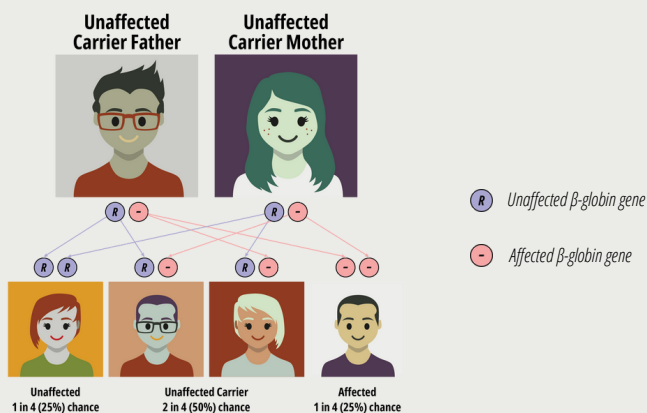 Unaffected
Carrier Father
Unaffected
Carrier Mother
R - R -
R Unaffected β-globin gene
- Affected β-globin gene
R R R - R - - -
Unaffected
1 in 4 (25%) chance
Unaffected Carrier
2 in 4 (50%) chance
Affected
1 in 4 (25%) chance